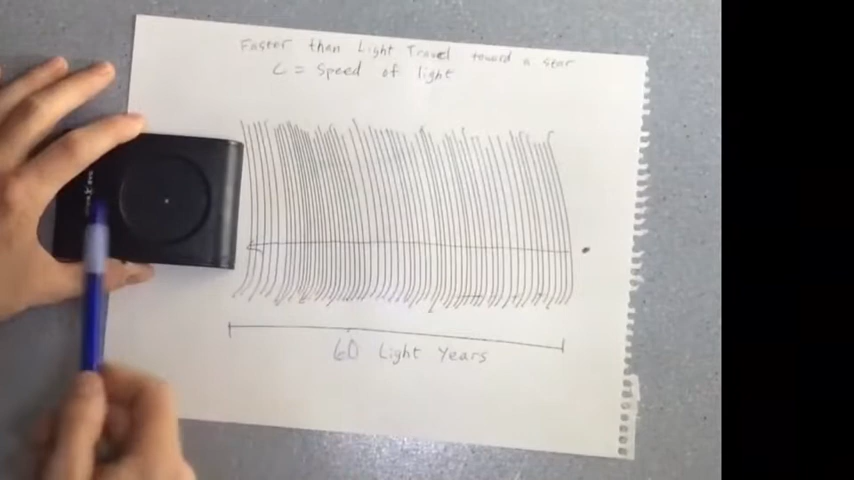 Faster than Light Travel toward a star
C = Speed of light
60 Light Years